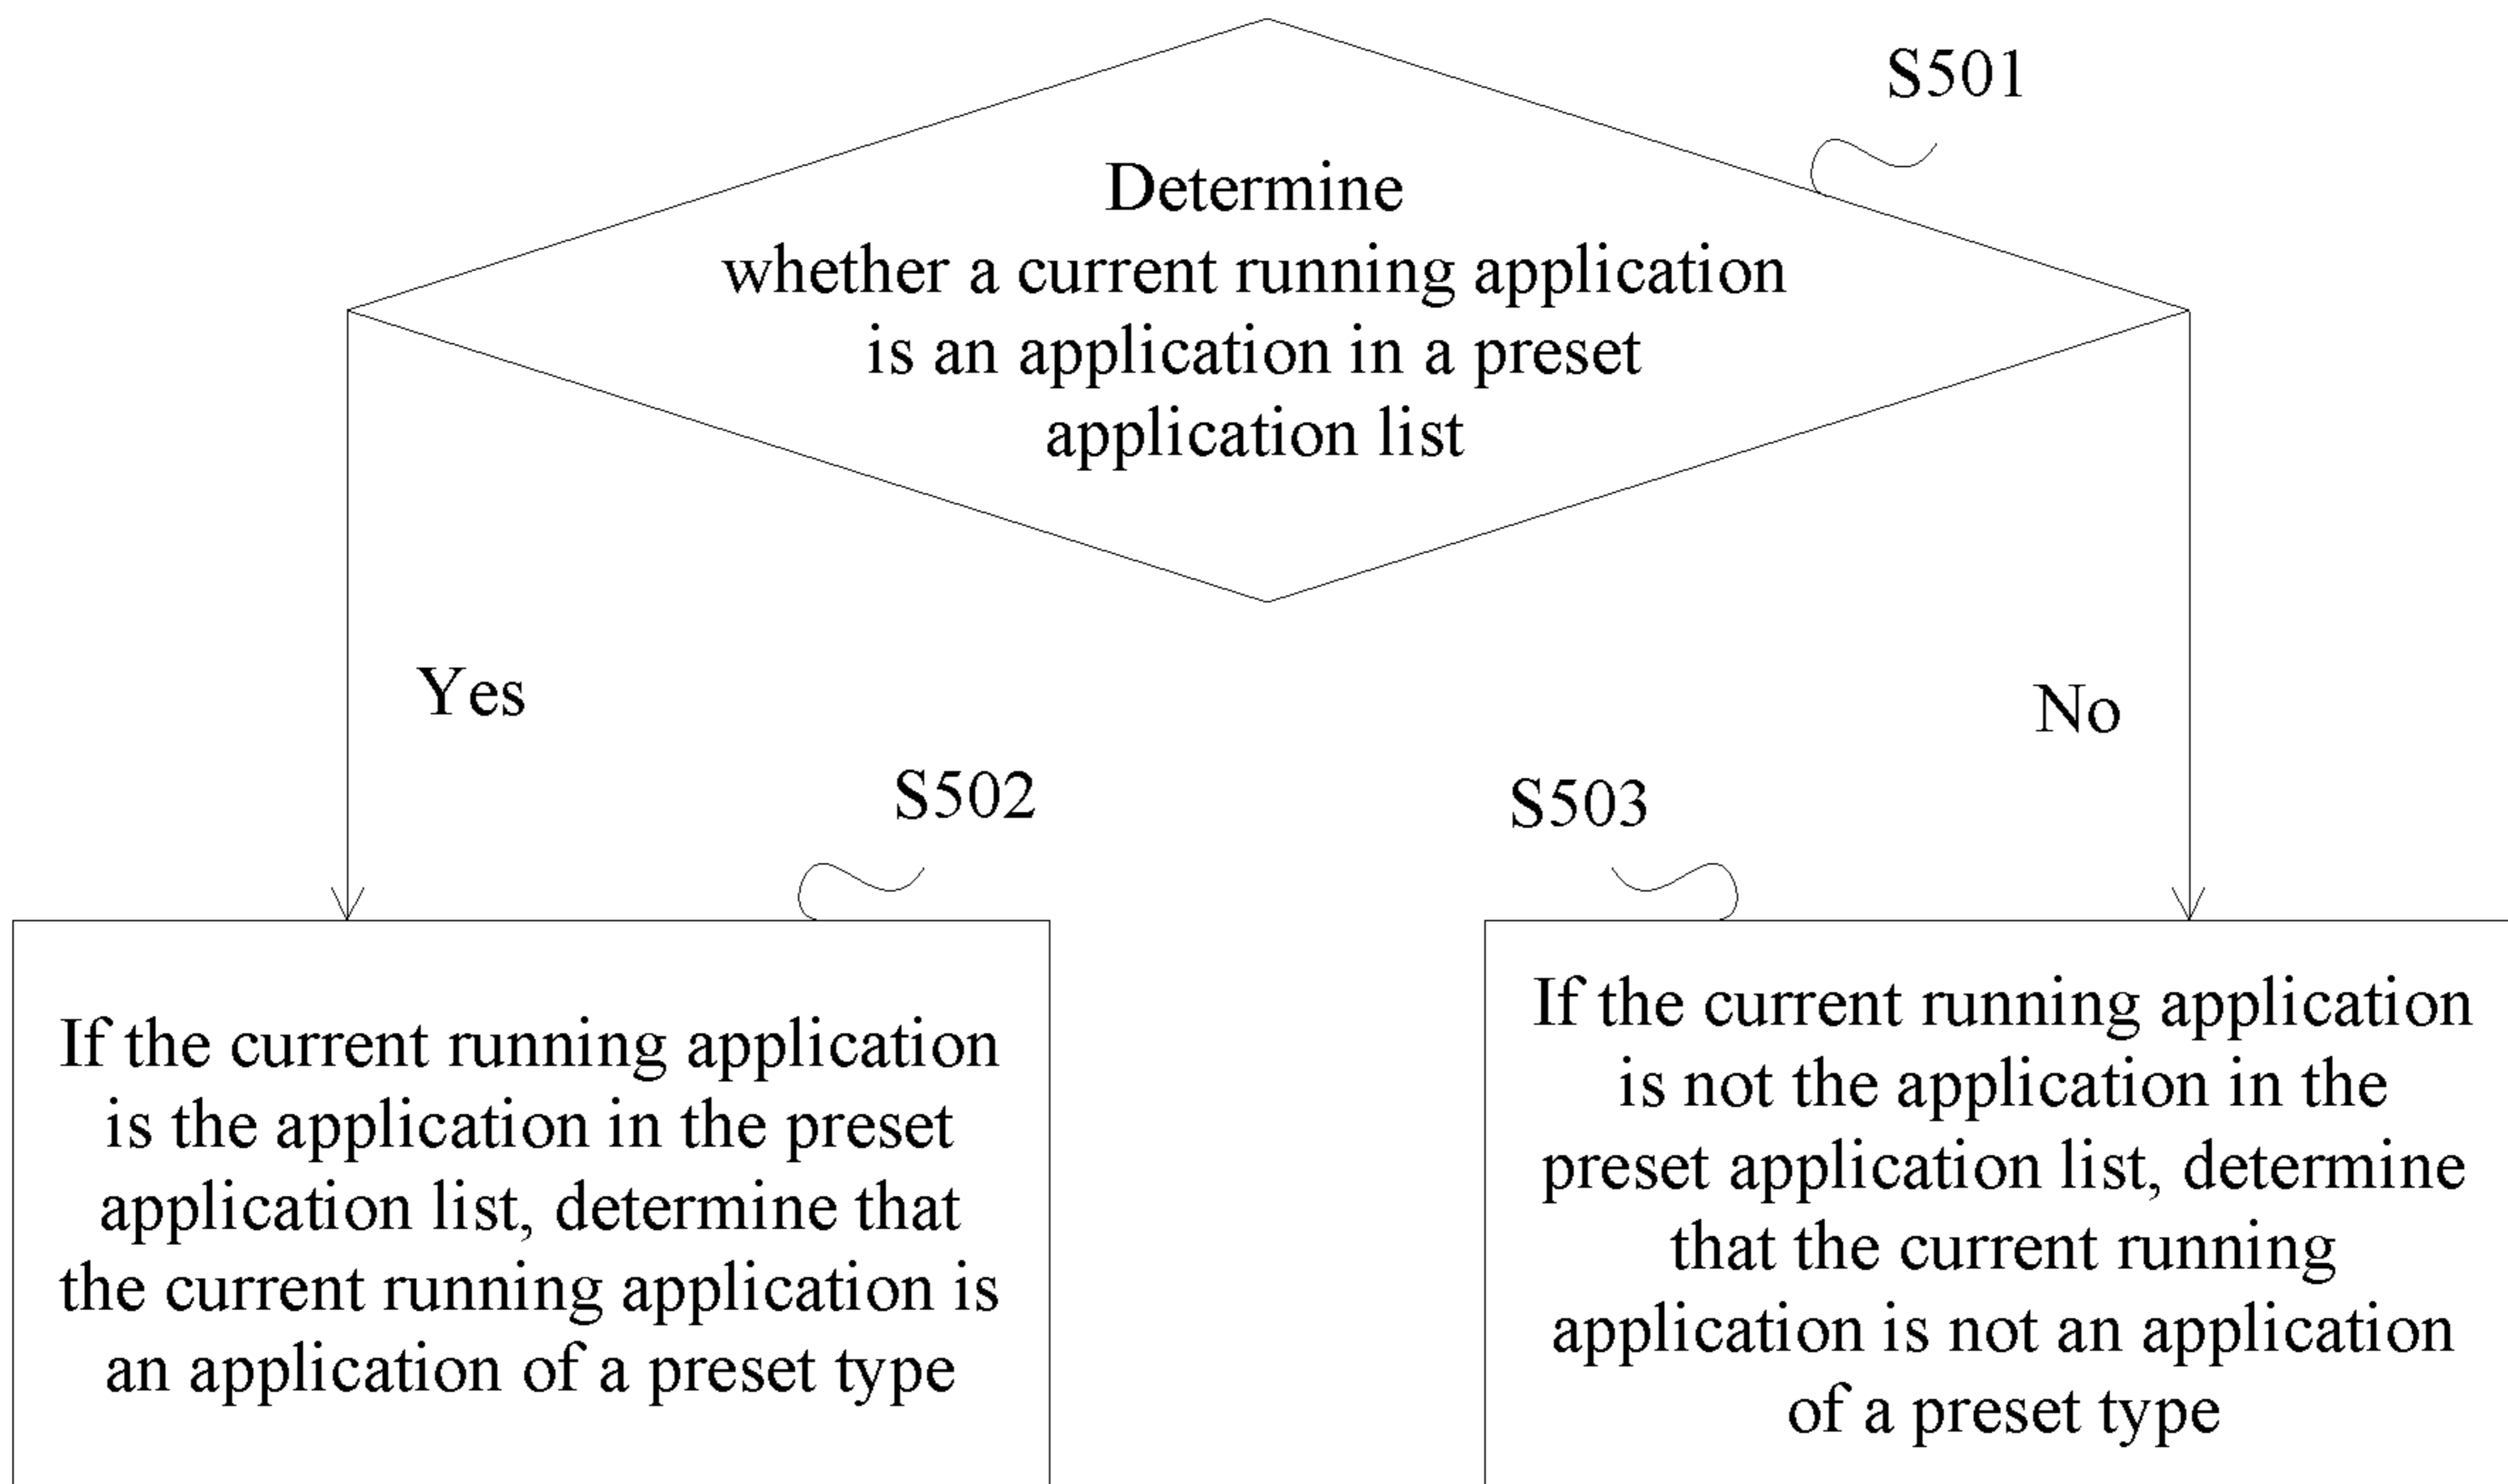 S501
Determine
whether a current running application
is an application in a preset
application list
Yes
No
S502
S503
If the current running application
is the application in the preset
application list, determine that
the current running application is
an application of a preset type
If the current running application
is not the application in the
preset application list, determine
that the current running
application is not an application
of a preset type